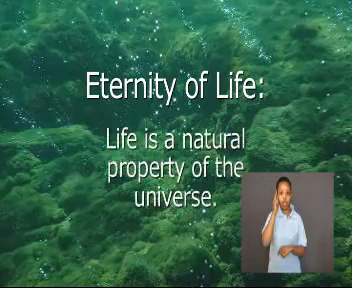 Eternity of Life:
Life is a natural
property of the
universe.